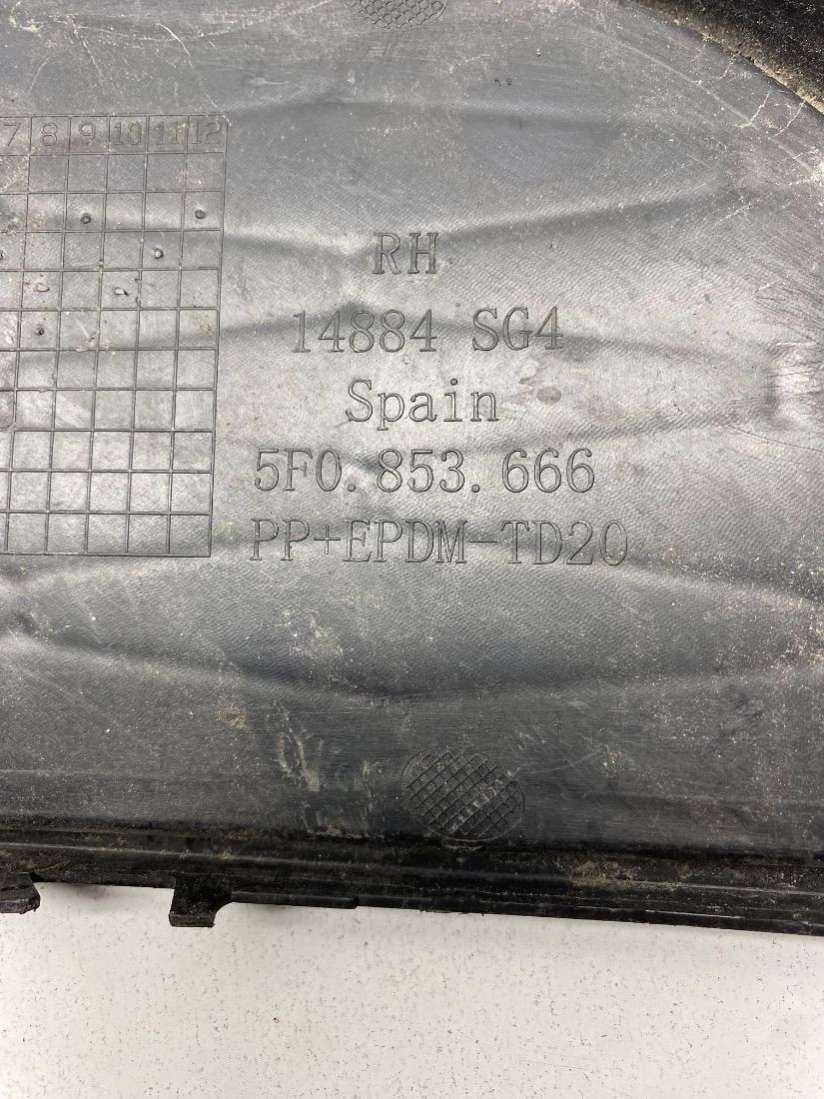 7 8 9 10 11 12
RH
14884 SG4
Spain
5F0.853.666
PP+EPDM-TD20